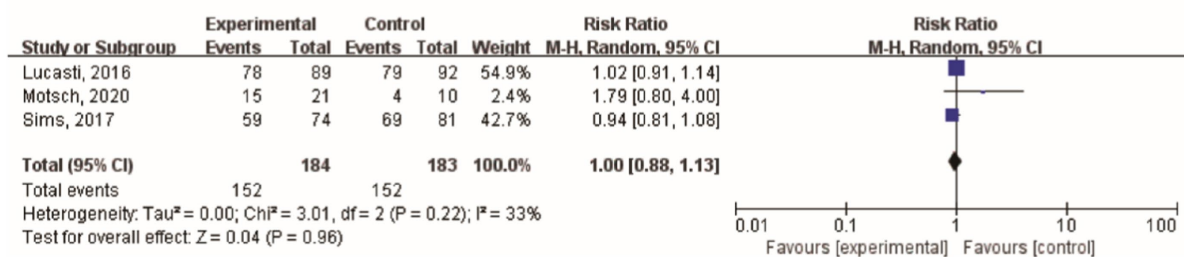 Experimental Control Risk Ratio Risk Ratio
Study or Subgroup Events Total Events Total Weight M-H, Random, 95% CI M-H, Random, 95% CI
Lucasti, 2016 78 89 79 92 54.9% 1.02 [0.91, 1.14]
Motsch, 2020 15 21 4 10 2.4% 1.79 [0.80, 4.00]
Sims, 2017 59 74 69 81 42.7% 0.94 [0.81, 1.08]
Total (95% CI) 184 183 100.0% 1.00 [0.88, 1.13]
Total events 152 152
Heterogeneity: Tau² = 0.00; Chi² = 3.01, df = 2 (P = 0.22); I² = 33%
Test for overall effect: Z = 0.04 (P = 0.96)
0.01 0.1 1 10 100
Favours [experimental] Favours [control]